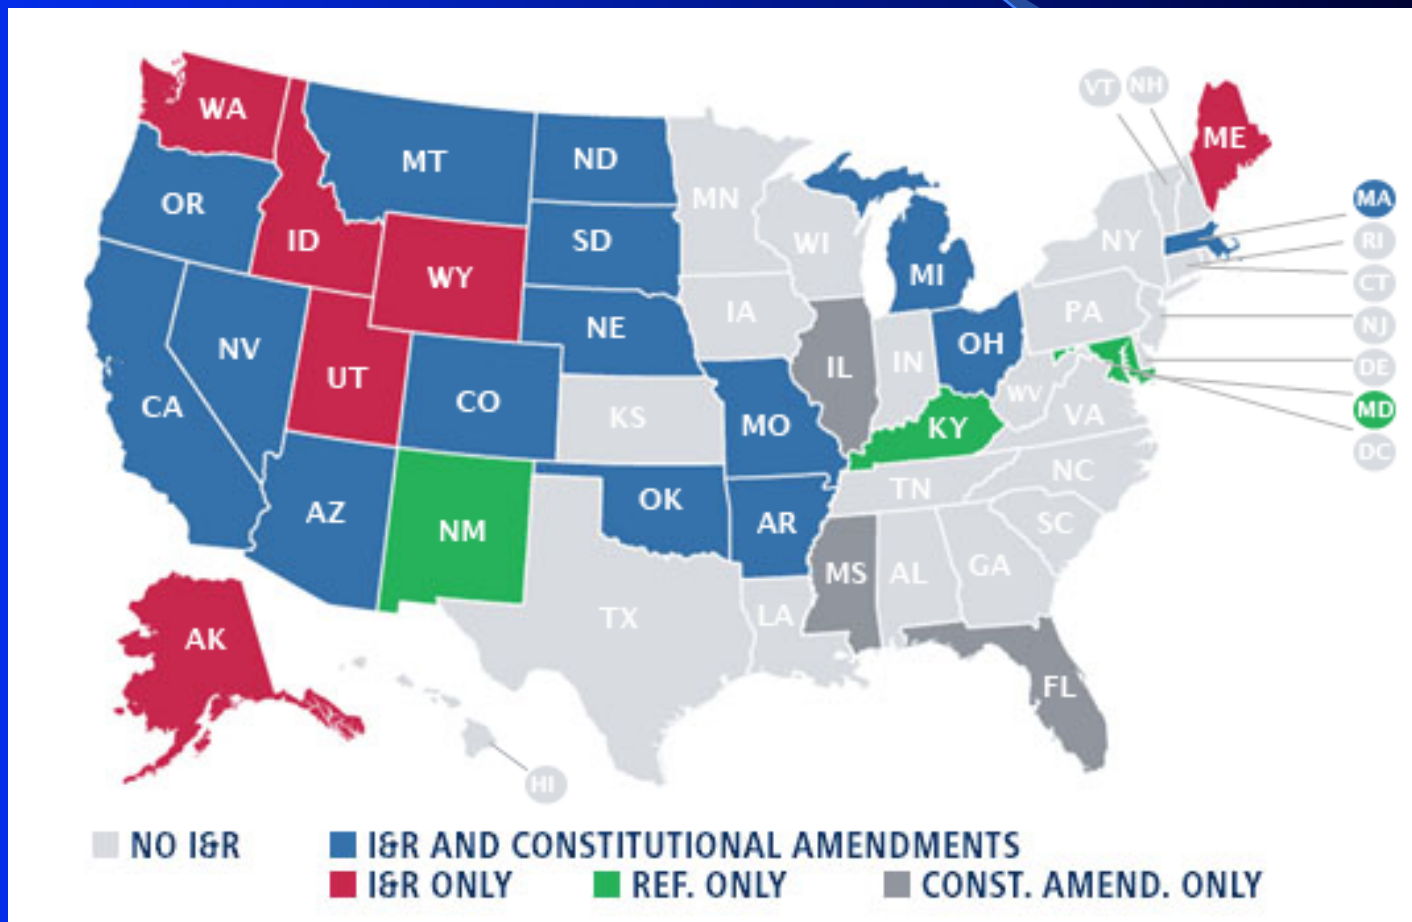 VT NH
WA
ME
MT ND
MN
OR MA
ID SD WI NY RI
WY MI
CT
NE IA PA NJ
NV OH
UT IL IN DE
CO WV
CA KS MO KY VA MD
DC
OK TN NC
AZ NM AR SC
MS AL GA
TX LA
AK
FL
HI
NO I&R I&R AND CONSTITUTIONAL AMENDMENTS
I&R ONLY REF. ONLY CONST. AMEND. ONLY